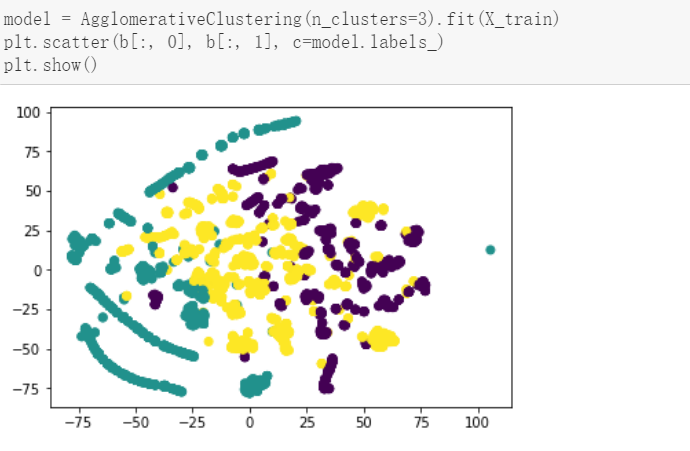 model = AgglomerativeClustering(n_clusters=3).fit(X_train)
plt.scatter(b[:, 0], b[:, 1], c=model.labels_)
plt.show()
100
75
50
25
0
−25
−50
−75
−75 −50 −25 0 25 50 75 100